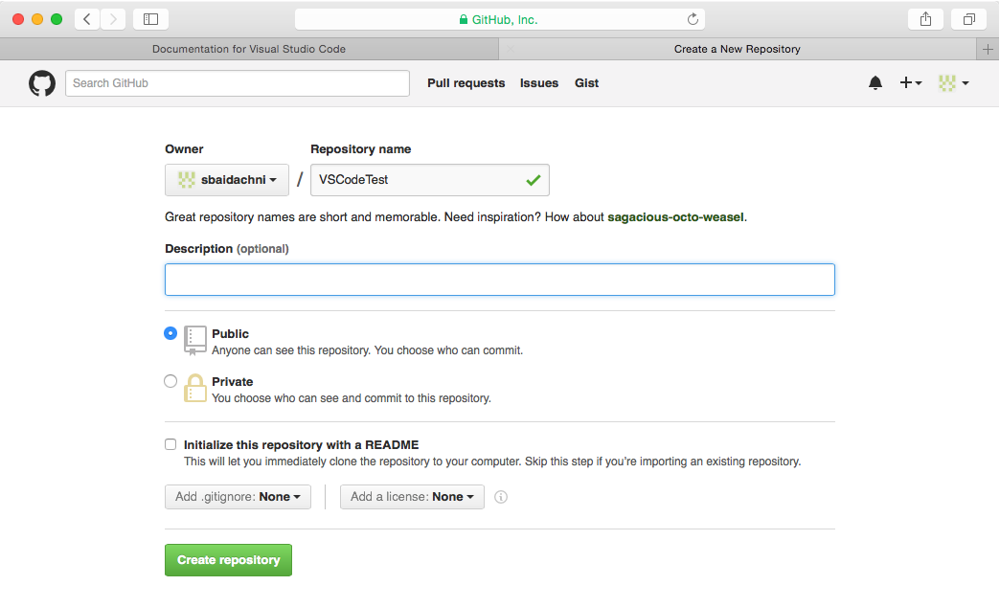 GitHub, Inc.
Documentation for Visual Studio Code
Create a New Repository
Search GitHub
Pull requests Issues Gist
Owner
Repository name
sbaidachni / VSCodeTest
Great repository names are short and memorable. Need inspiration? How about sagacious-octo-weasel.
Description (optional)
Public
Anyone can see this repository. You choose who can commit.
Private
You choose who can see and commit to this repository.
Initialize this repository with a README
This will let you immediately clone the repository to your computer. Skip this step if you’re importing an existing repository.
Add .gitignore: None
Add a license: None
Create repository